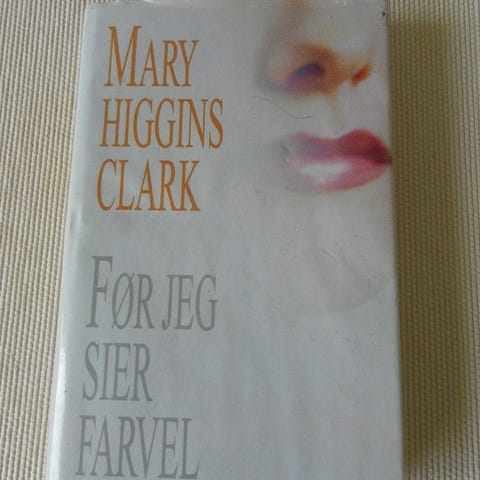 MARY
HIGGINS
CLARK
FØR JEG
SIER
FARVEL